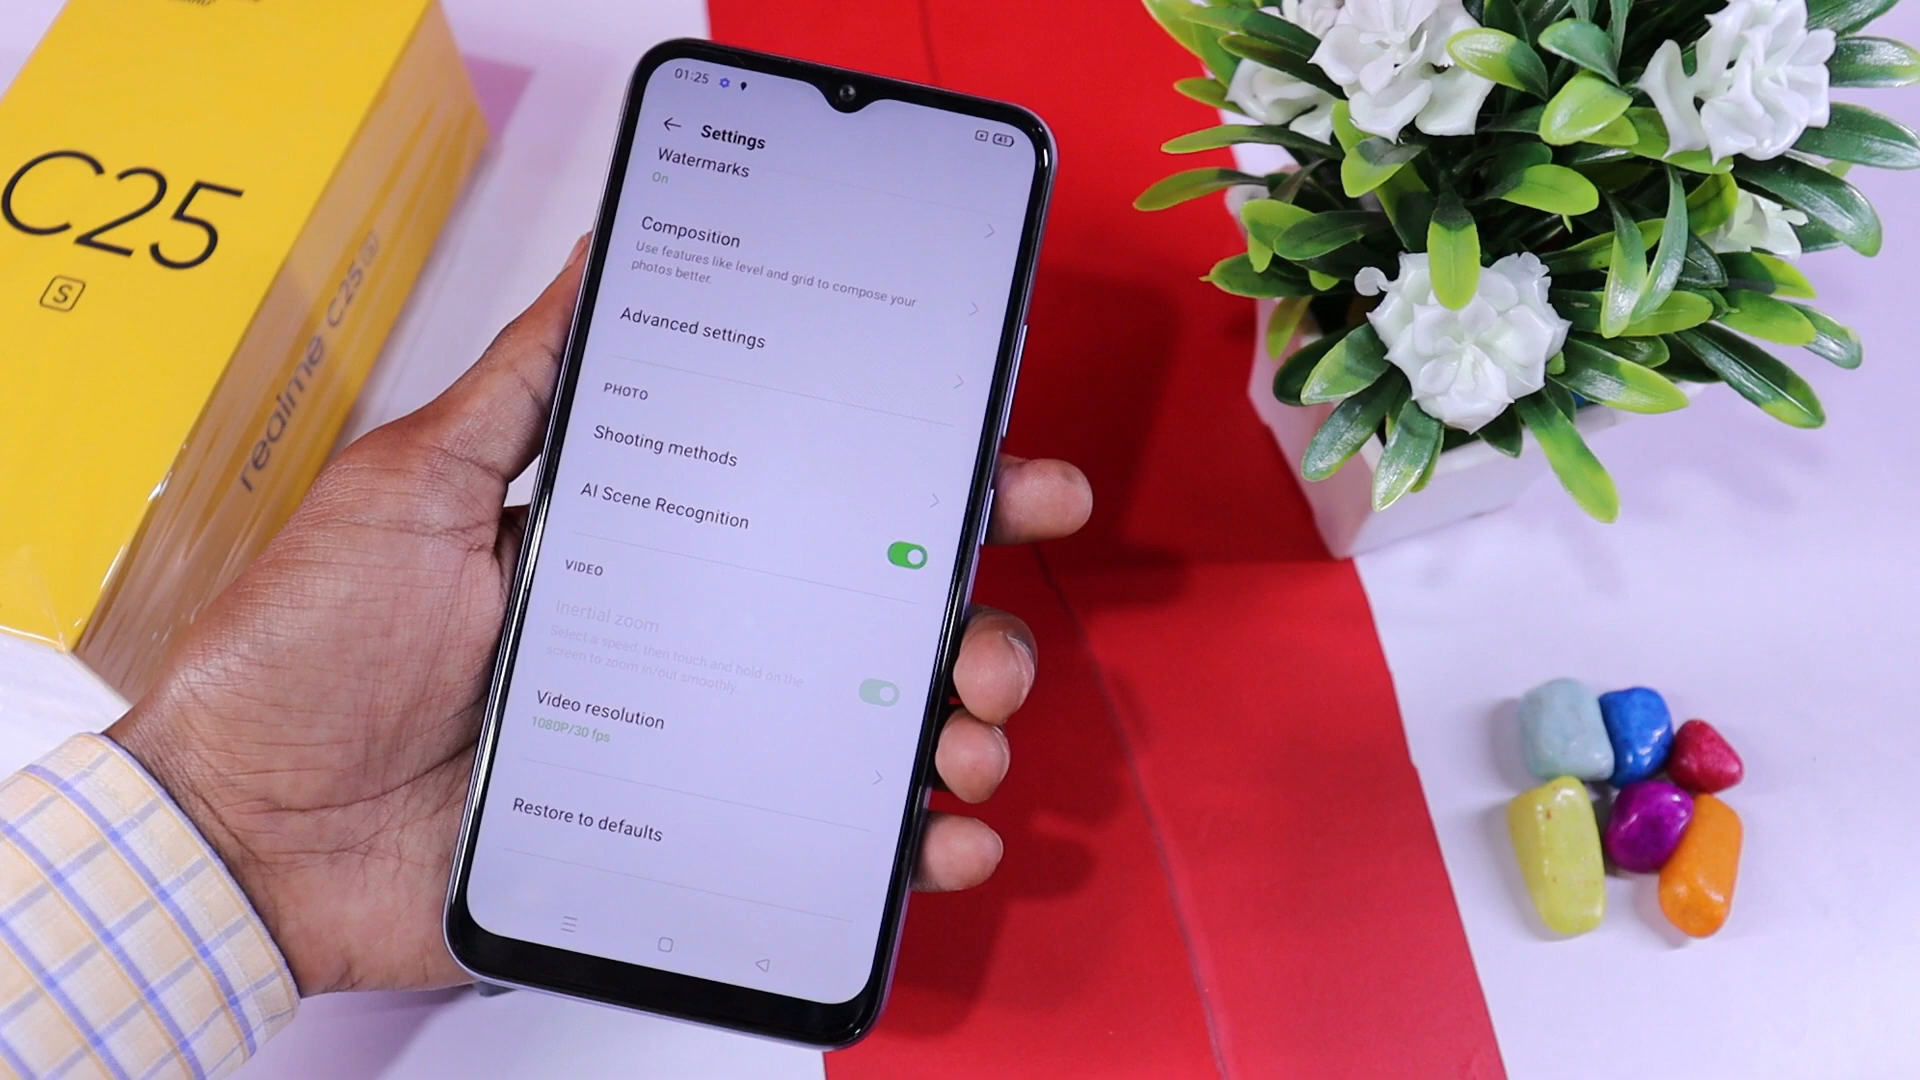 C25
S
realme C25 S
01:25
41
Settings
Watermarks
On
Composition
Use features like level and grid to compose your
photos better.
Advanced settings
PHOTO
Shooting methods
AI Scene Recognition
VIDEO
Inertial zoom
Select a speed, then touch and hold on the
screen to zoom in/out smoothly.
Video resolution
1080P/30 fps
Restore to defaults